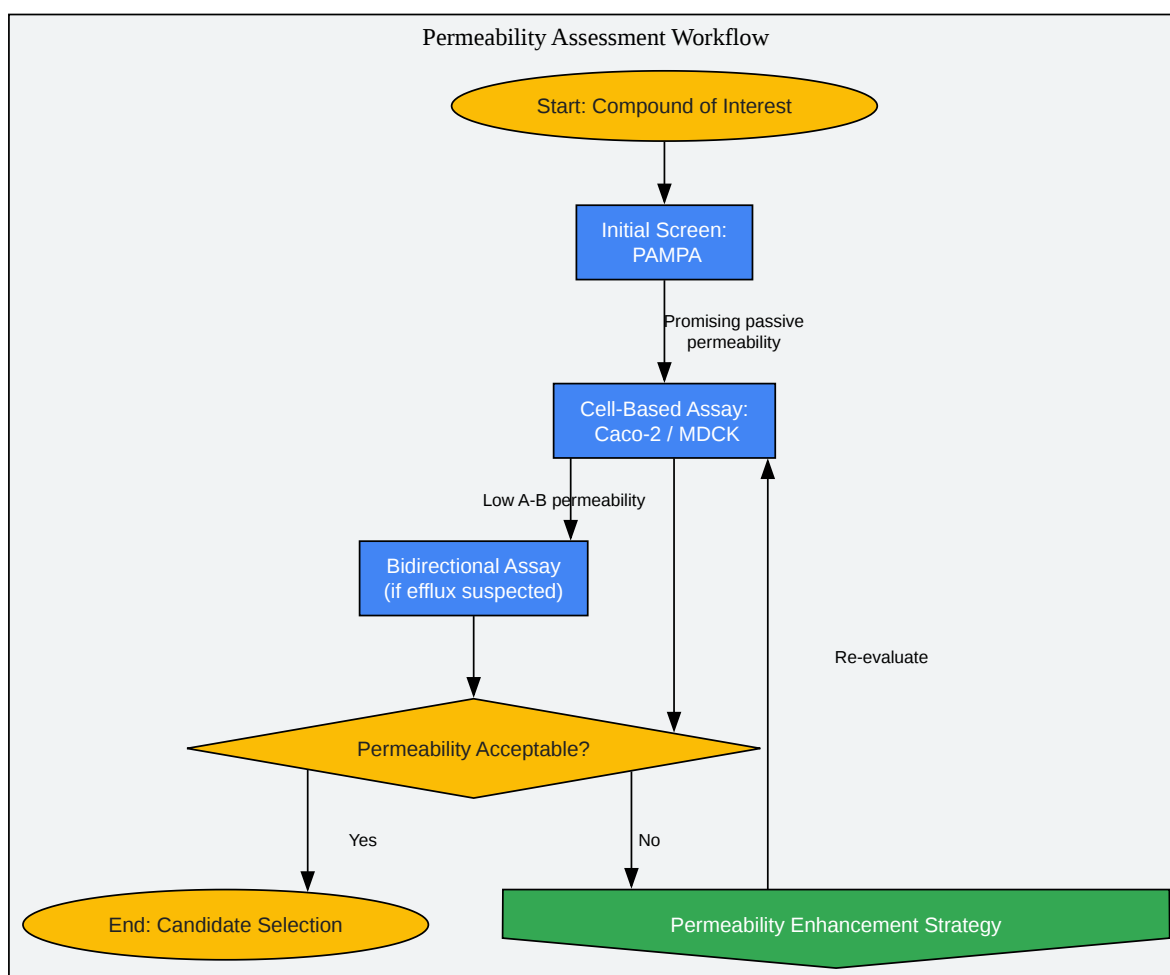 Permeability Assessment Workflow
Start: Compound of Interest
Initial Screen:
PAMPA
Promising passive
permeability
Cell-Based Assay:
Caco-2 / MDCK
Low A-B permeability
Bidirectional Assay
(if efflux suspected)
Re-evaluate
Permeability Acceptable?
Yes
No
End: Candidate Selection
Permeability Enhancement Strategy